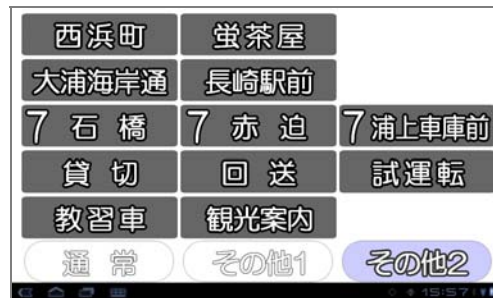 西浜町 蛍茶屋
大浦海岸通 長崎駅前
7 石橋 7 赤迫 7 浦上車庫前
貸切 回送 試運転
教習車 観光案内
通常 その他1 その他2
15:57